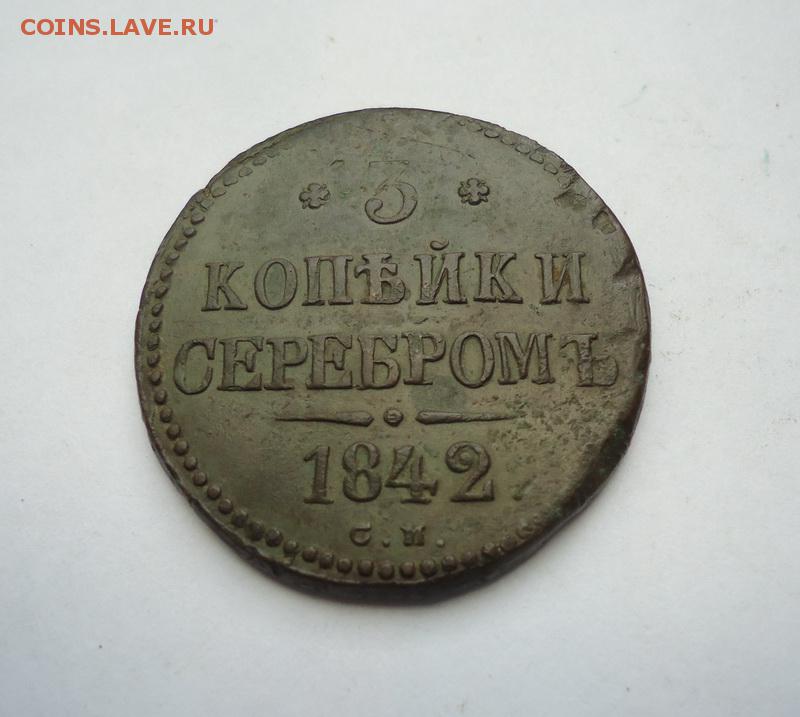 COINS.LAVE.RU
3
КОПѢЙКИ
СЕРЕБРОМЪ
1842
С.М.